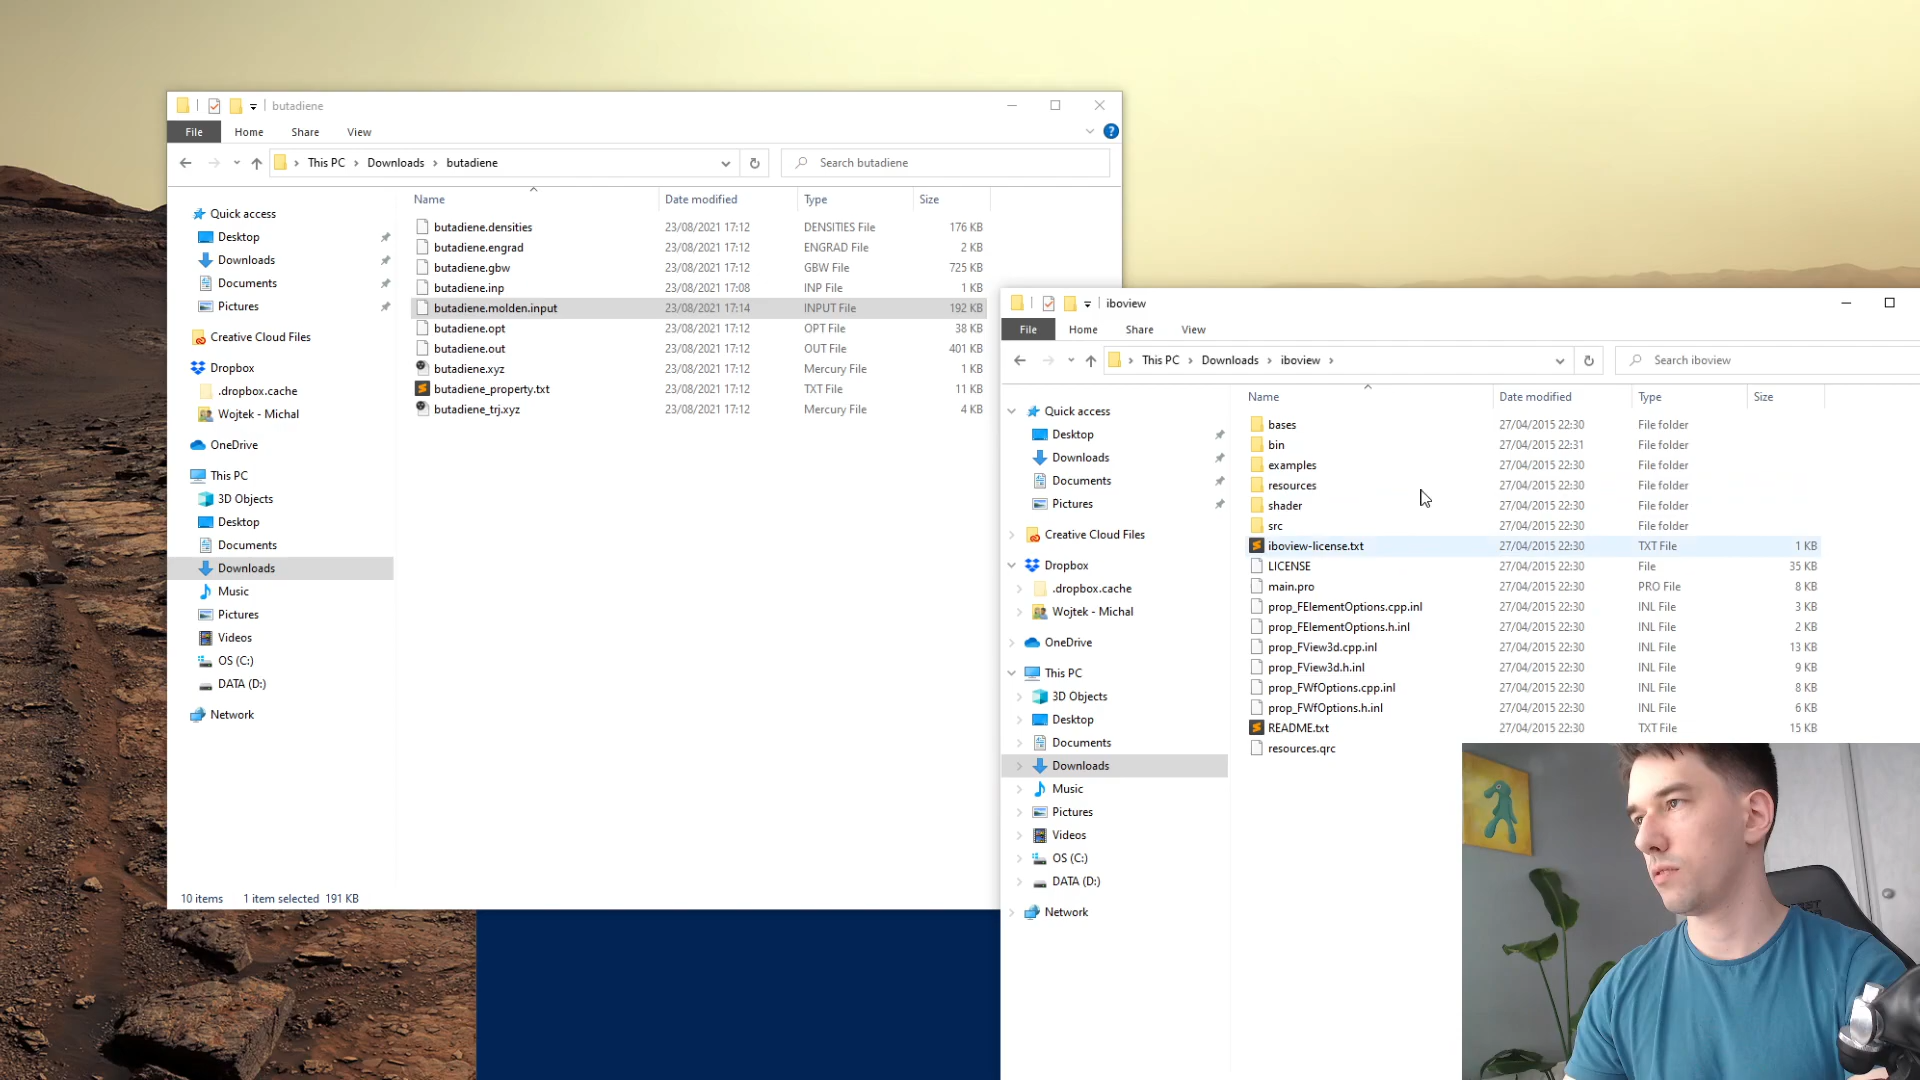 butadiene
File Home Share View
This PC Downloads butadiene Search butadiene
Name Date modified Type Size
Quick access
Desktop
Downloads
Documents
Pictures
Creative Cloud Files
Dropbox
.dropbox.cache
Wojtek - Michal
OneDrive
This PC
3D Objects
Desktop
Documents
Downloads
Music
Pictures
Videos
OS (C:)
DATA (D:)
Network
butadiene.densities 23/08/2021 17:12 DENSITIES File 176 KB
butadiene.engrad 23/08/2021 17:12 ENGRAD File 2 KB
butadiene.gbw 23/08/2021 17:12 GBW File 725 KB
butadiene.inp 23/08/2021 17:08 INP File 1 KB
butadiene.molden.input 23/08/2021 17:14 INPUT File 192 KB
butadiene.opt 23/08/2021 17:12 OPT File 38 KB
butadiene.out 23/08/2021 17:12 OUT File 401 KB
butadiene.xyz 23/08/2021 17:12 Mercury File 1 KB
butadiene_property.txt 23/08/2021 17:12 TXT File 11 KB
butadiene_trj.xyz 23/08/2021 17:12 Mercury File 4 KB
10 items 1 item selected 191 KB
iboview
File Home Share View
This PC Downloads iboview Search iboview
Name Date modified Type Size
Quick access
Desktop
Downloads
Documents
Pictures
Creative Cloud Files
Dropbox
.dropbox.cache
Wojtek - Michal
OneDrive
This PC
3D Objects
Desktop
Documents
Downloads
Music
Pictures
Videos
OS (C:)
DATA (D:)
Network
bases 27/04/2015 22:30 File folder
bin 27/04/2015 22:31 File folder
examples 27/04/2015 22:30 File folder
resources 27/04/2015 22:30 File folder
shader 27/04/2015 22:30 File folder
src 27/04/2015 22:30 File folder
iboview-license.txt 27/04/2015 22:30 TXT File 1 KB
LICENSE 27/04/2015 22:30 File 35 KB
main.pro 27/04/2015 22:30 PRO File 8 KB
prop_FElementOptions.cpp.inl 27/04/2015 22:30 INL File 3 KB
prop_FElementOptions.h.inl 27/04/2015 22:30 INL File 2 KB
prop_FView3d.cpp.inl 27/04/2015 22:30 INL File 13 KB
prop_FView3d.h.inl 27/04/2015 22:30 INL File 9 KB
prop_FWfOptions.cpp.inl 27/04/2015 22:30 INL File 8 KB
prop_FWfOptions.h.inl 27/04/2015 22:30 INL File 6 KB
README.txt 27/04/2015 22:30 TXT File 15 KB
resources.qrc